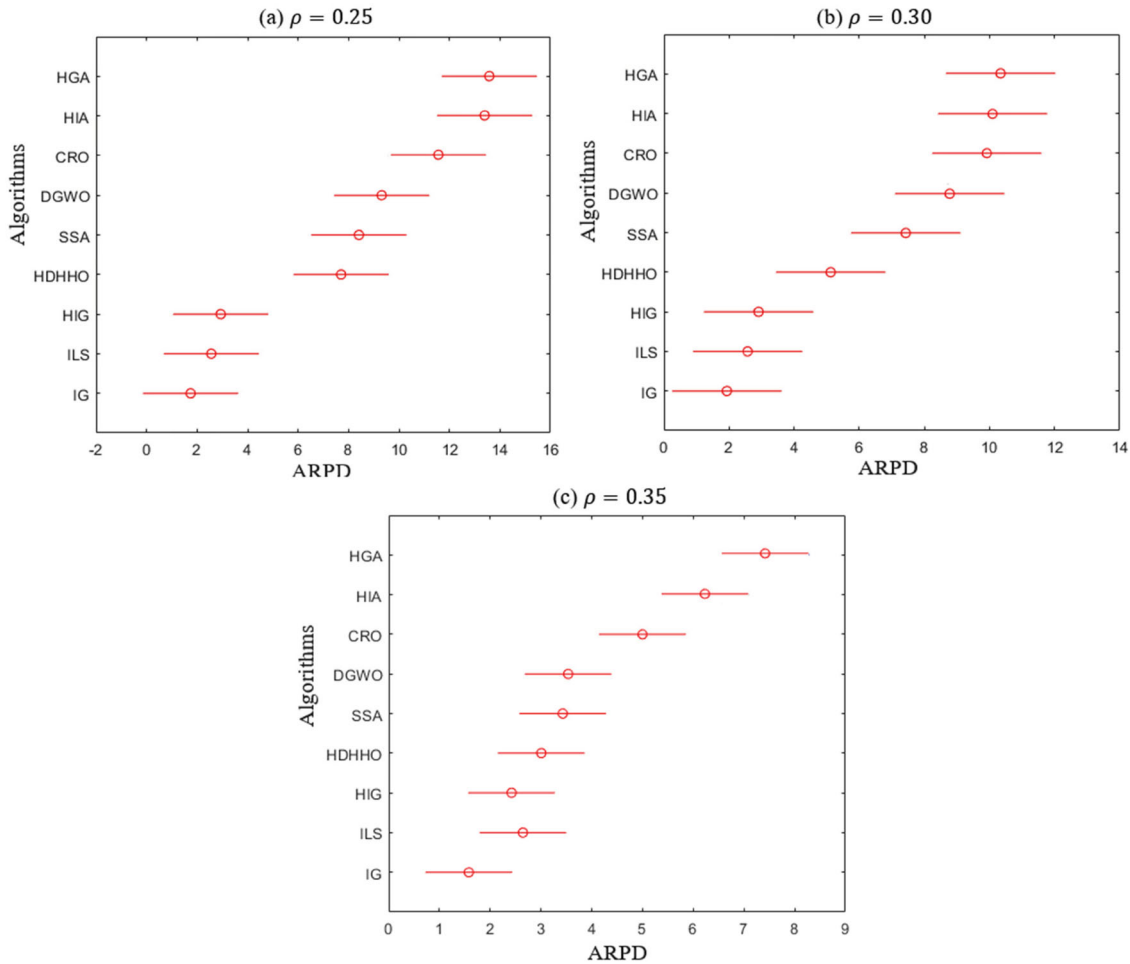 (a) ρ = 0.25
Algorithms
HGA
HIA
CRO
DGWO
SSA
HDHHO
HIG
ILS
IG
-2 0 2 4 6 8 10 12 14 16
ARPD
(b) ρ = 0.30
Algorithms
HGA
HIA
CRO
DGWO
SSA
HDHHO
HIG
ILS
IG
0 2 4 6 8 10 12 14
ARPD
(c) ρ = 0.35
Algorithms
HGA
HIA
CRO
DGWO
SSA
HDHHO
HIG
ILS
IG
0 1 2 3 4 5 6 7 8 9
ARPD